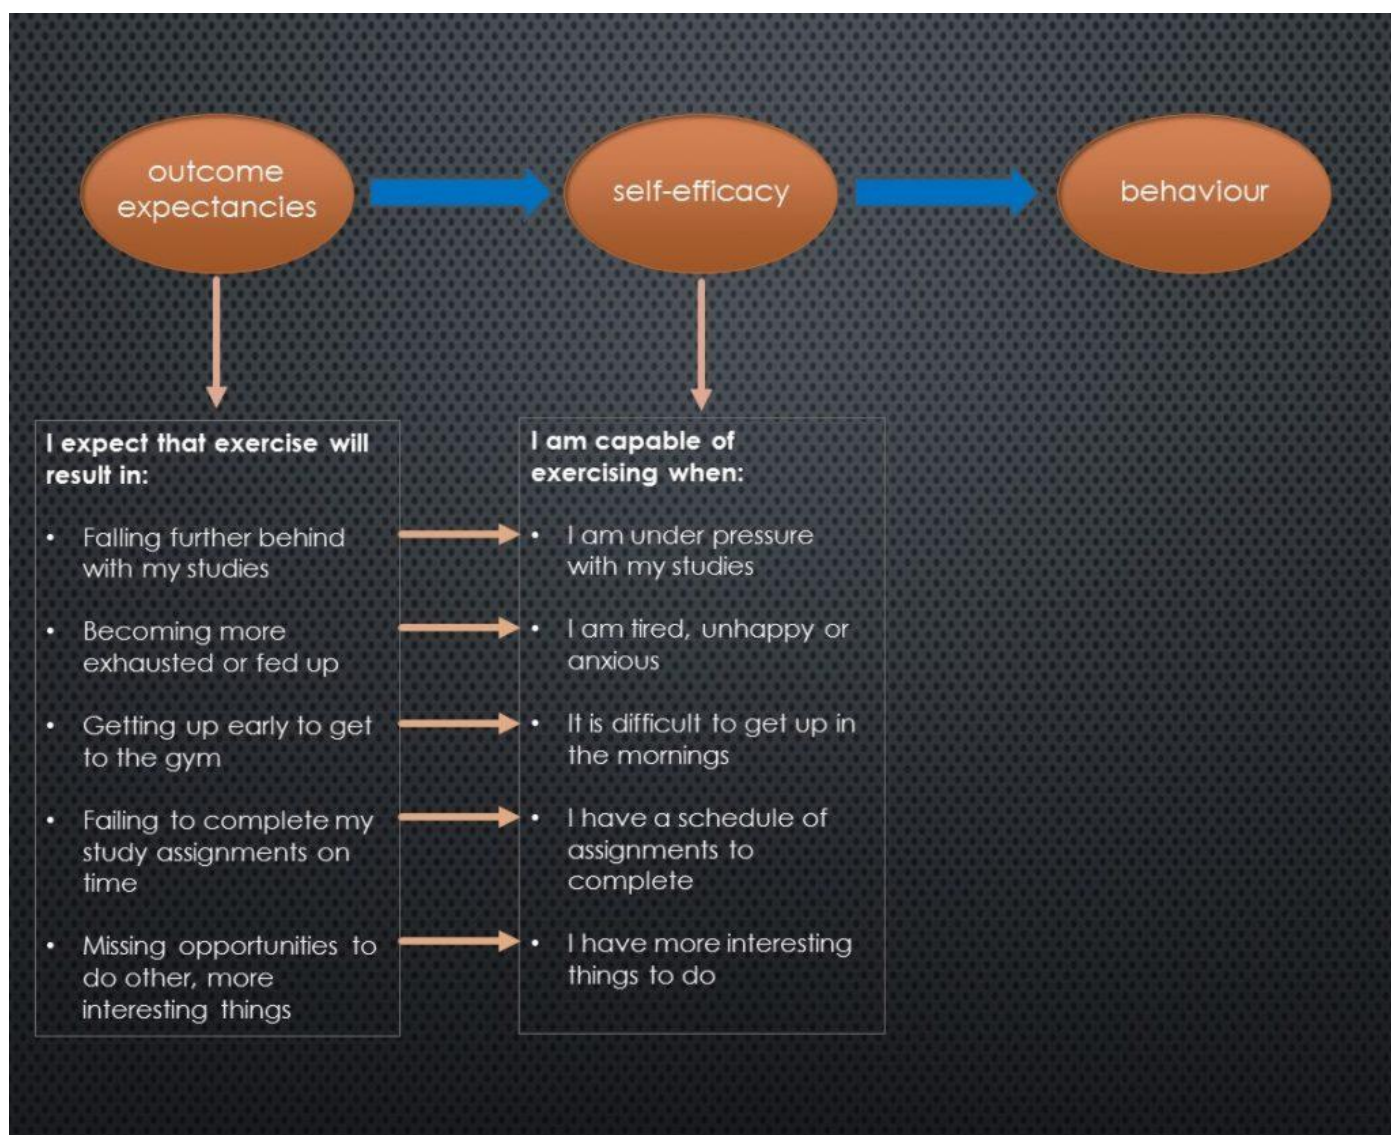 outcome
expectancies
self-efficacy
behaviour
I expect that exercise will
result in:
• Falling further behind
with my studies
• Becoming more
exhausted or fed up
• Getting up early to get
to the gym
• Failing to complete my
study assignments on
time
• Missing opportunities to
do other, more
interesting things
I am capable of
exercising when:
• I am under pressure
with my studies
• I am tired, unhappy or
anxious
• It is difficult to get up in
the mornings
• I have a schedule of
assignments to
complete
• I have more interesting
things to do